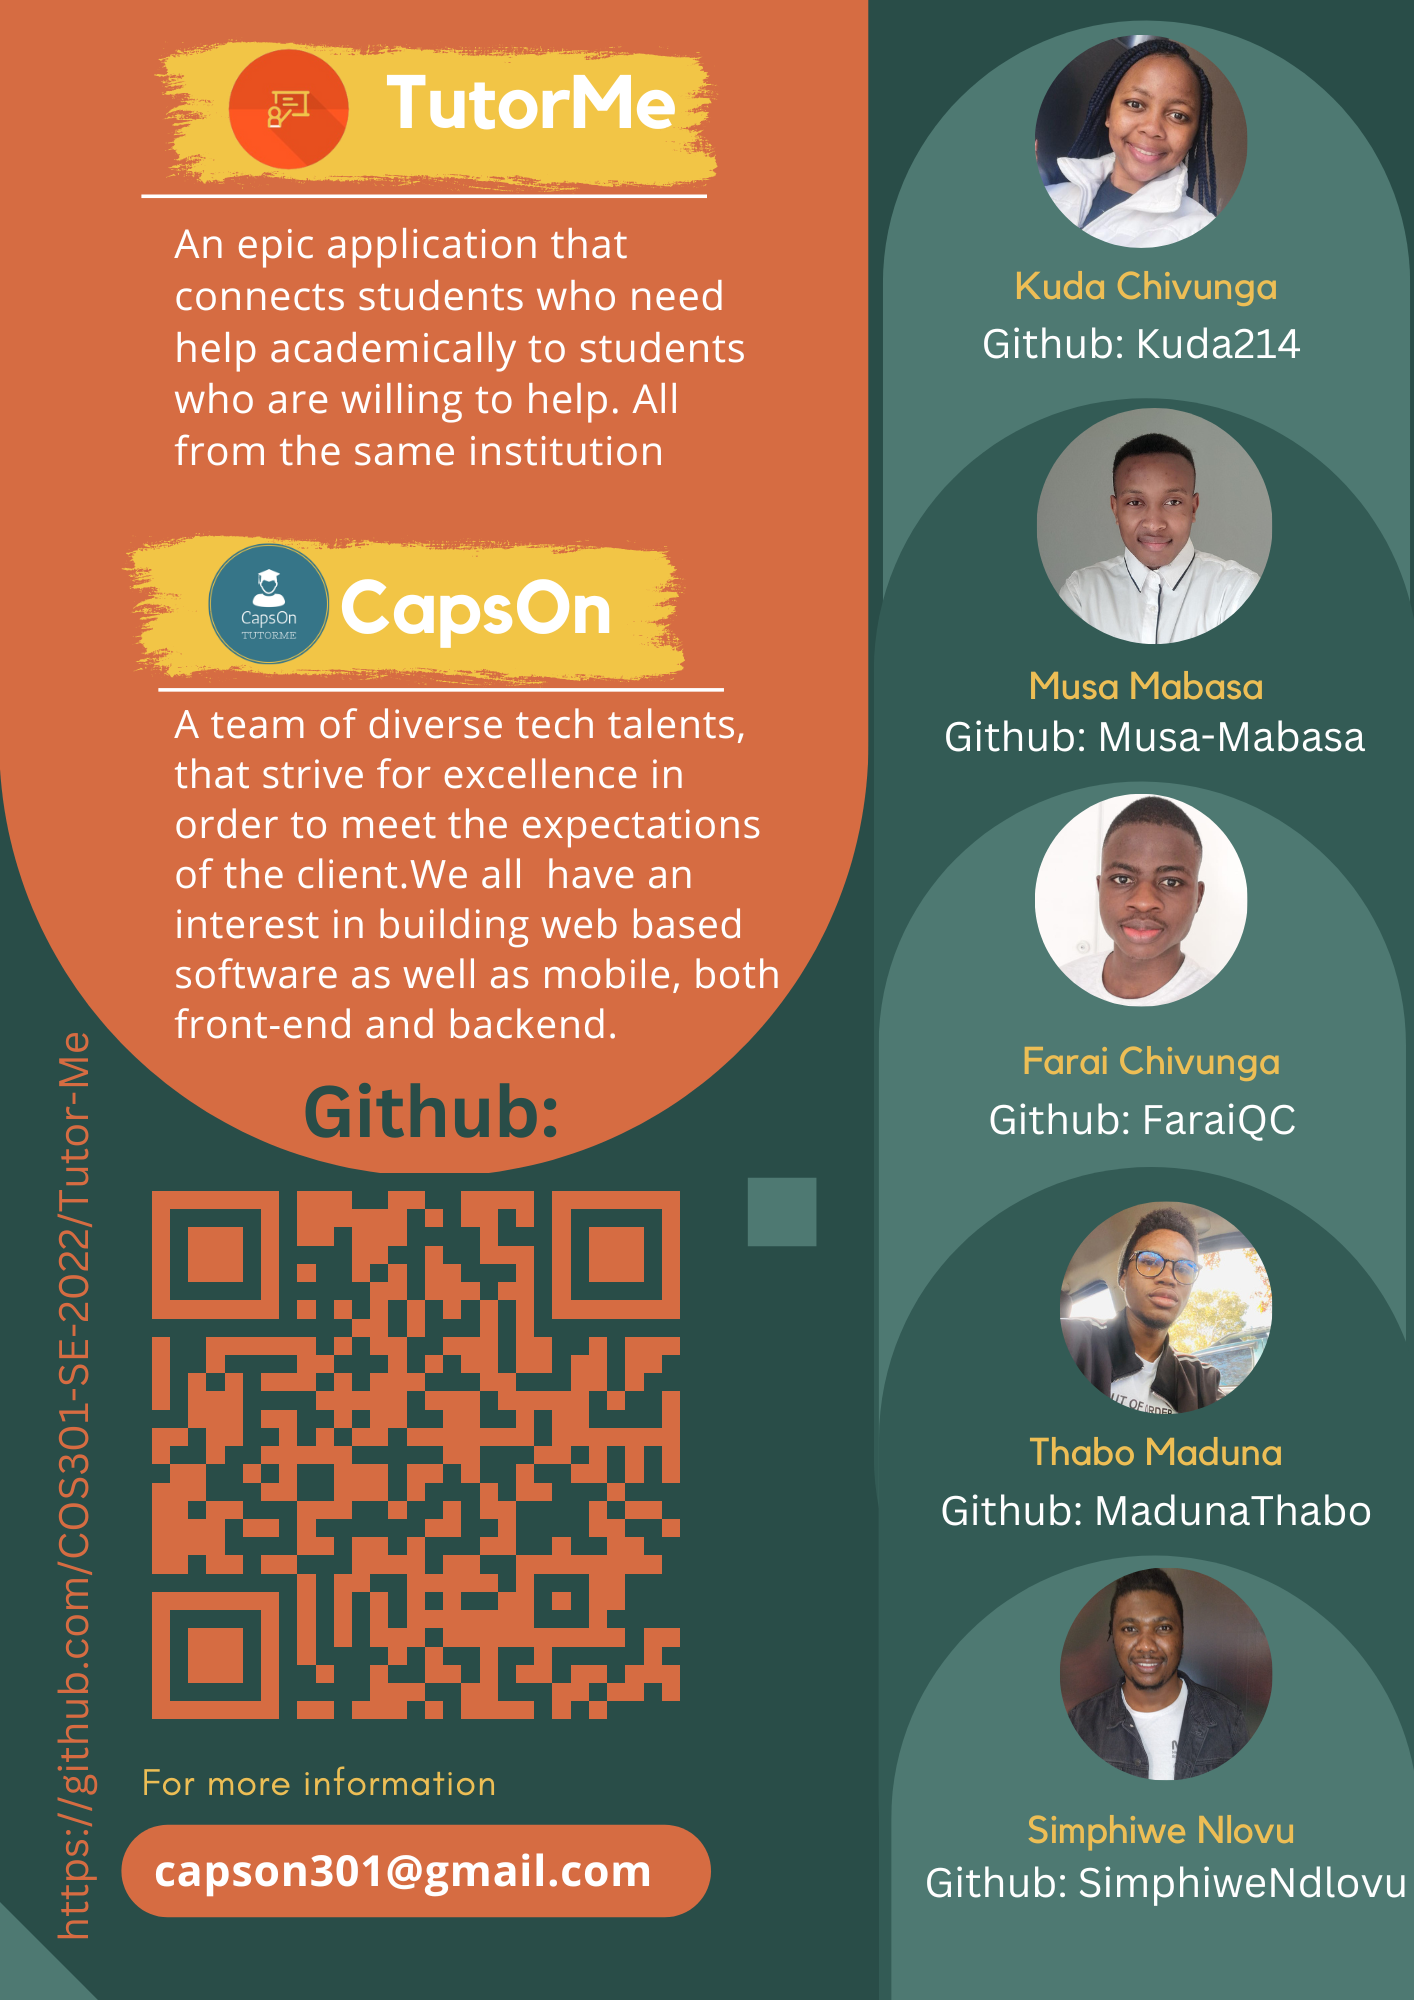 TutorMe
An epic application that
connects students who need
help academically to students
who are willing to help. All
from the same institution
CapsOn
TUTORME
CapsOn
A team of diverse tech talents,
that strive for excellence in
order to meet the expectations
of the client.We all  have an
interest in building web based
software as well as mobile, both
front-end and backend.
Github:
https://github.com/COS301-SE-2022/Tutor-Me
For more information
capson301@gmail.com
Kuda Chivunga
Github: Kuda214
Musa Mabasa
Github: Musa-Mabasa
Farai Chivunga
Github: FaraiQC
OF ORDER
Thabo Maduna
Github: MadunaThabo
Simphiwe Nlovu
Github: SimphiweNdlovu